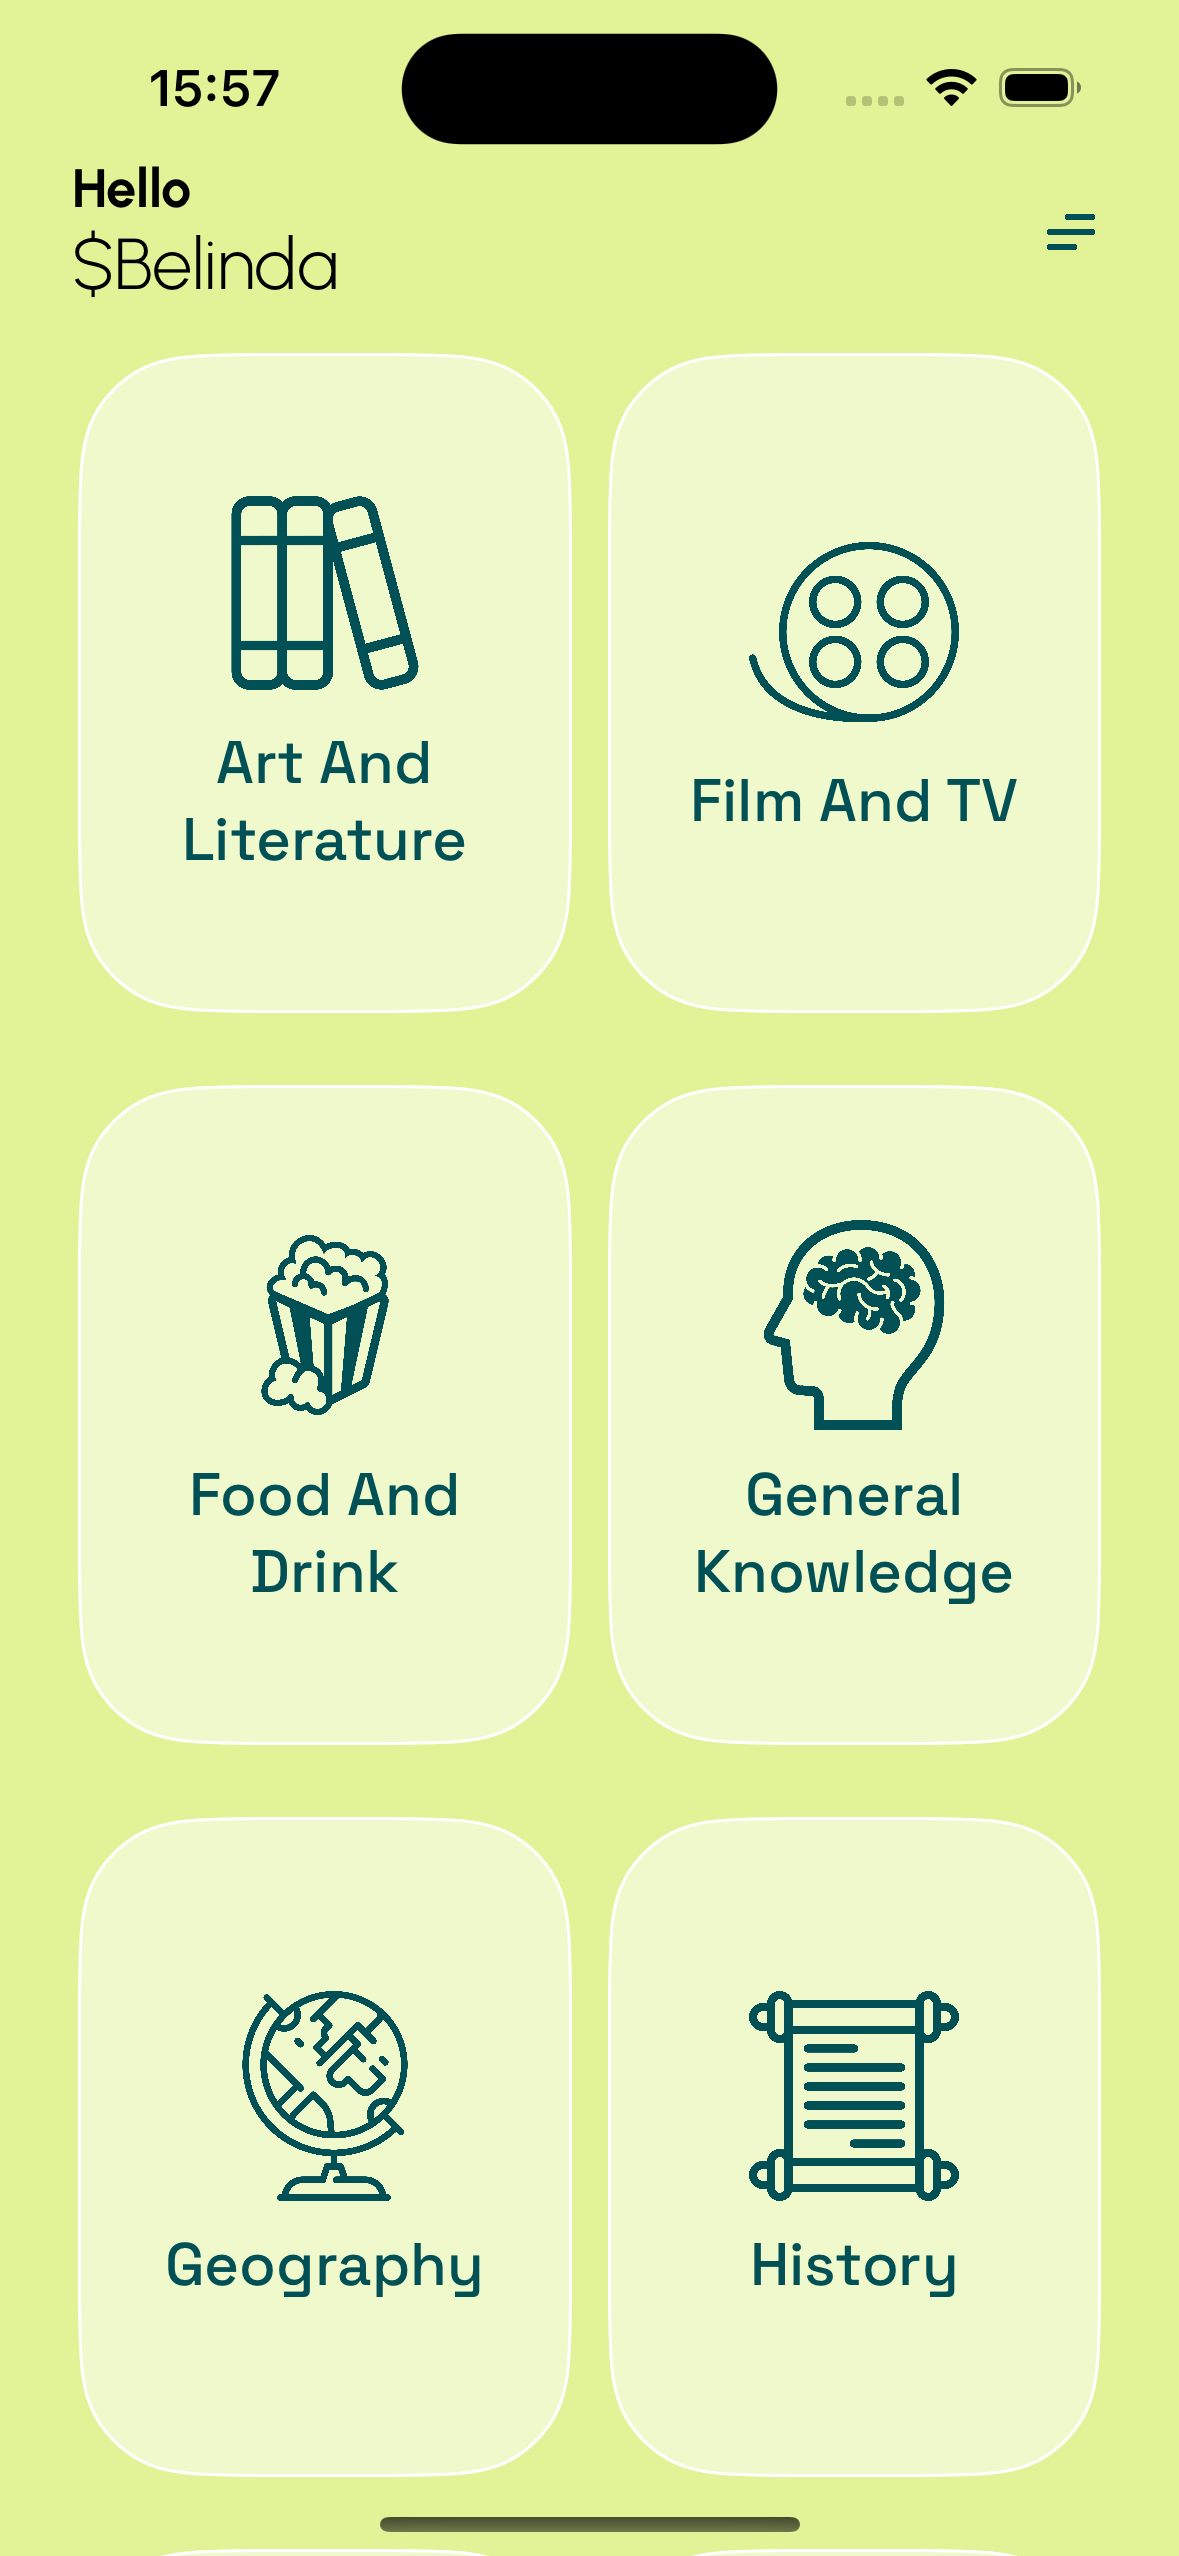 15:57
Hello
$Belinda
Art And
Literature
Film And TV
Food And
Drink
General
Knowledge
Geography
History